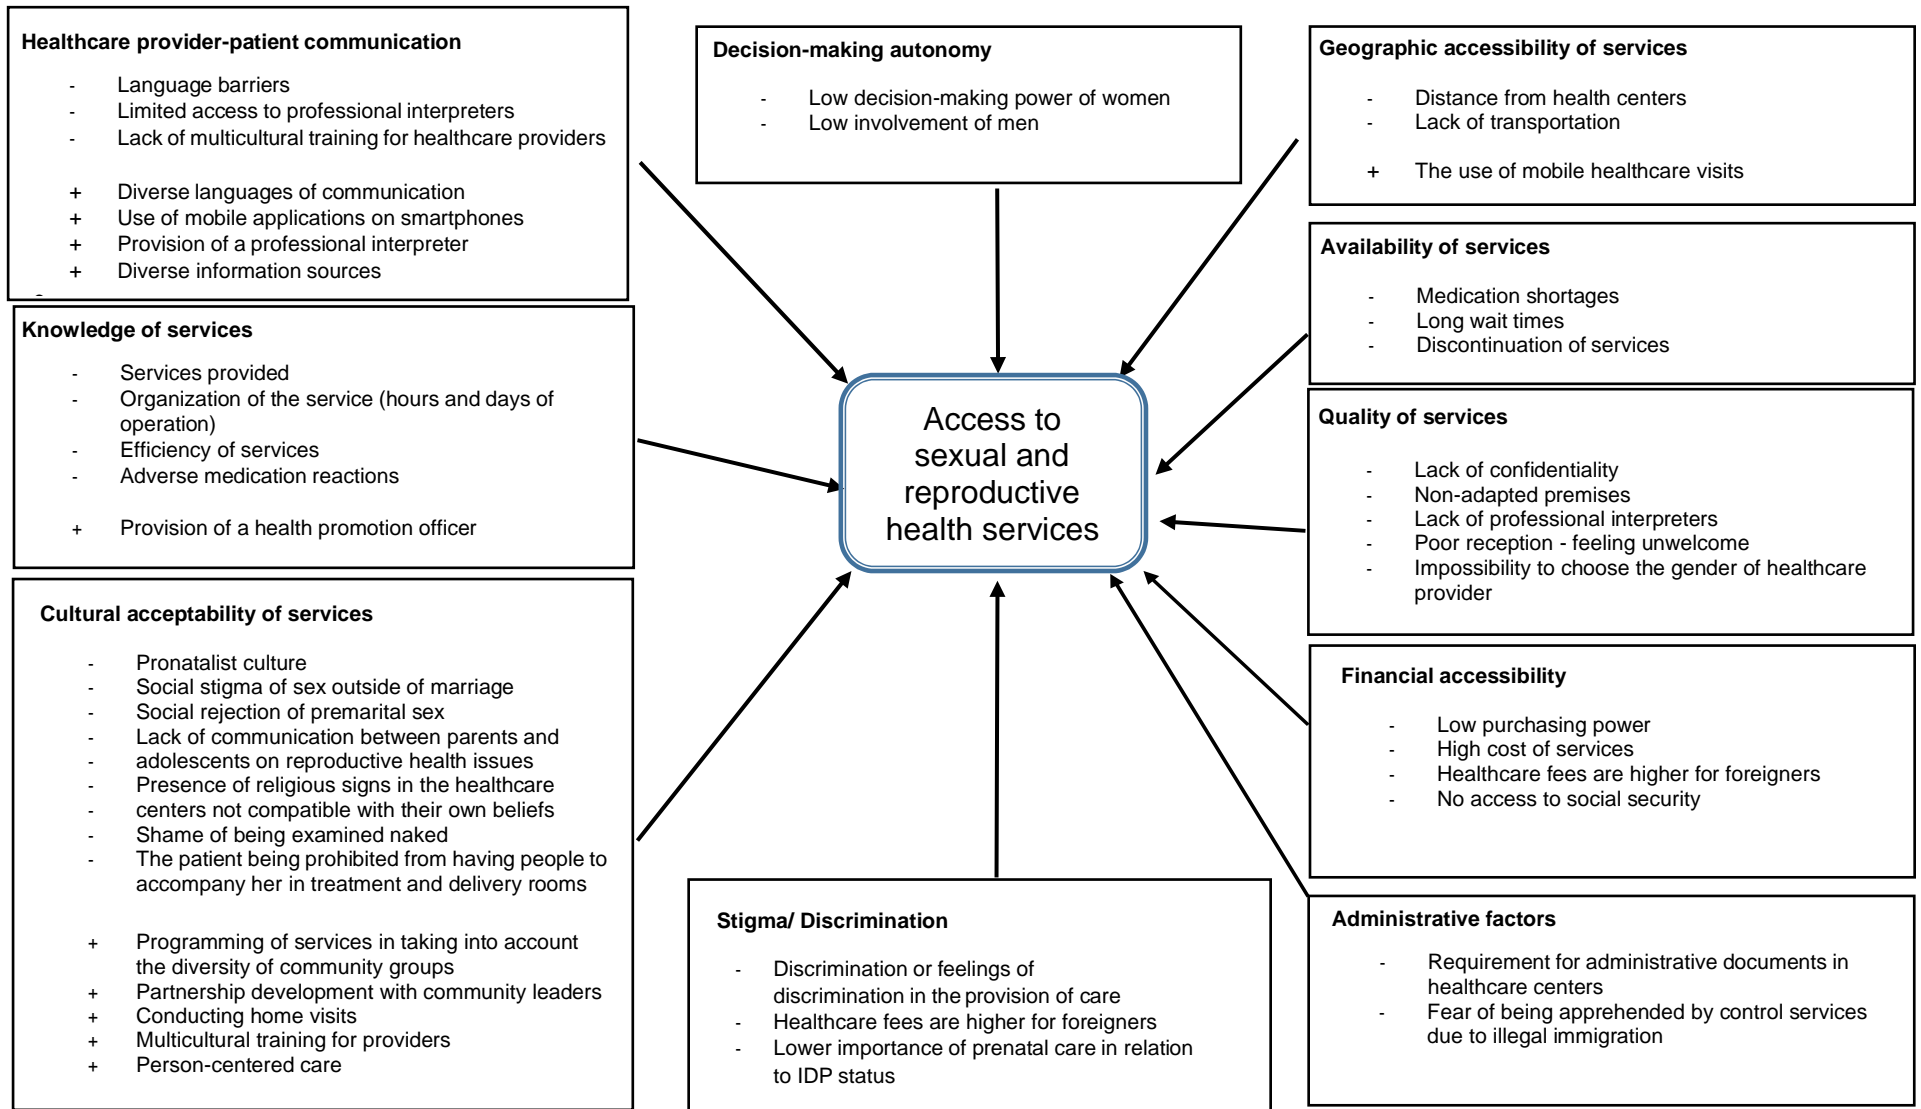 Healthcare provider-patient communication
- Language barriers
- Limited access to professional interpreters
- Lack of multicultural training for healthcare providers
+ Diverse languages of communication
+ Use of mobile applications on smartphones
+ Provision of a professional interpreter
+ Diverse information sources
Knowledge of services
- Services provided
- Organization of the service (hours and days of
operation)
- Efficiency of services
- Adverse medication reactions
+ Provision of a health promotion officer
Cultural acceptability of services
- Pronatalist culture
- Social stigma of sex outside of marriage
- Social rejection of premarital sex
- Lack of communication between parents and
- adolescents on reproductive health issues
- Presence of religious signs in the healthcare
- centers not compatible with their own beliefs
- Shame of being examined naked
- The patient being prohibited from having people to
accompany her in treatment and delivery rooms
+ Programming of services in taking into account
the diversity of community groups
+ Partnership development with community leaders
+ Conducting home visits
+ Multicultural training for providers
+ Person-centered care
Decision-making autonomy
- Low decision-making power of women
- Low involvement of men
Access to
sexual and
reproductive
health services
Stigma/ Discrimination
- Discrimination or feelings of
discrimination in the provision of care
- Healthcare fees are higher for foreigners
- Lower importance of prenatal care in relation
to IDP status
Geographic accessibility of services
- Distance from health centers
- Lack of transportation
+ The use of mobile healthcare visits
Availability of services
- Medication shortages
- Long wait times
- Discontinuation of services
Quality of services
- Lack of confidentiality
- Non-adapted premises
- Lack of professional interpreters
- Poor reception - feeling unwelcome
- Impossibility to choose the gender of healthcare
provider
Financial accessibility
- Low purchasing power
- High cost of services
- Healthcare fees are higher for foreigners
- No access to social security
Administrative factors
- Requirement for administrative documents in
healthcare centers
- Fear of being apprehended by control services
due to illegal immigration